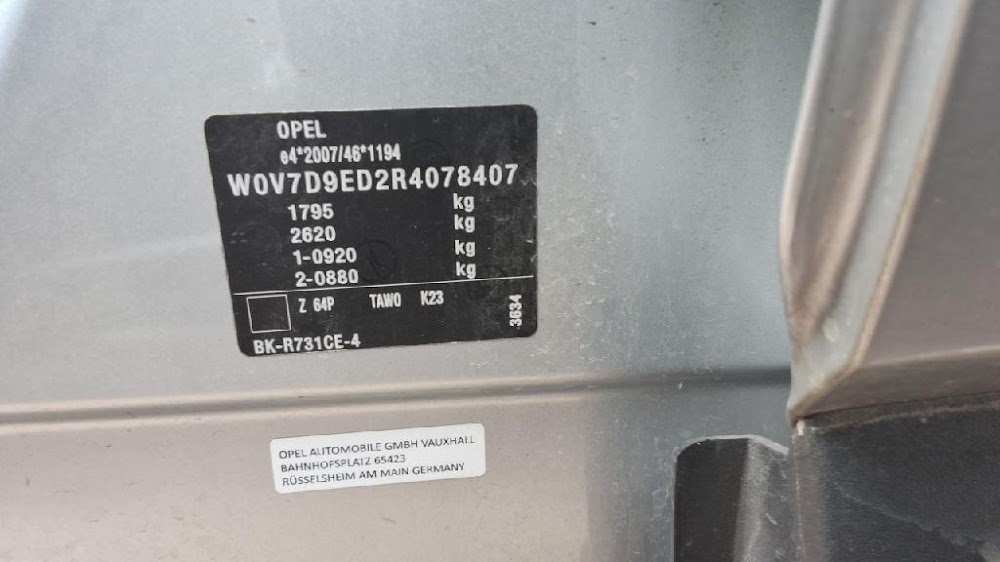 OPEL
e4*2007/46*1194
W0V7D9ED2R4078407
1795 kg
2620 kg
1-0920 kg
2-0880 kg
Z 64P TAWO K23 3634
BK-R731CE-4
OPEL AUTOMOBILE GMBH VAUXHALL
BAHNHOFSPLATZ 65423
RÜSSELSHEIM AM MAIN GERMANY